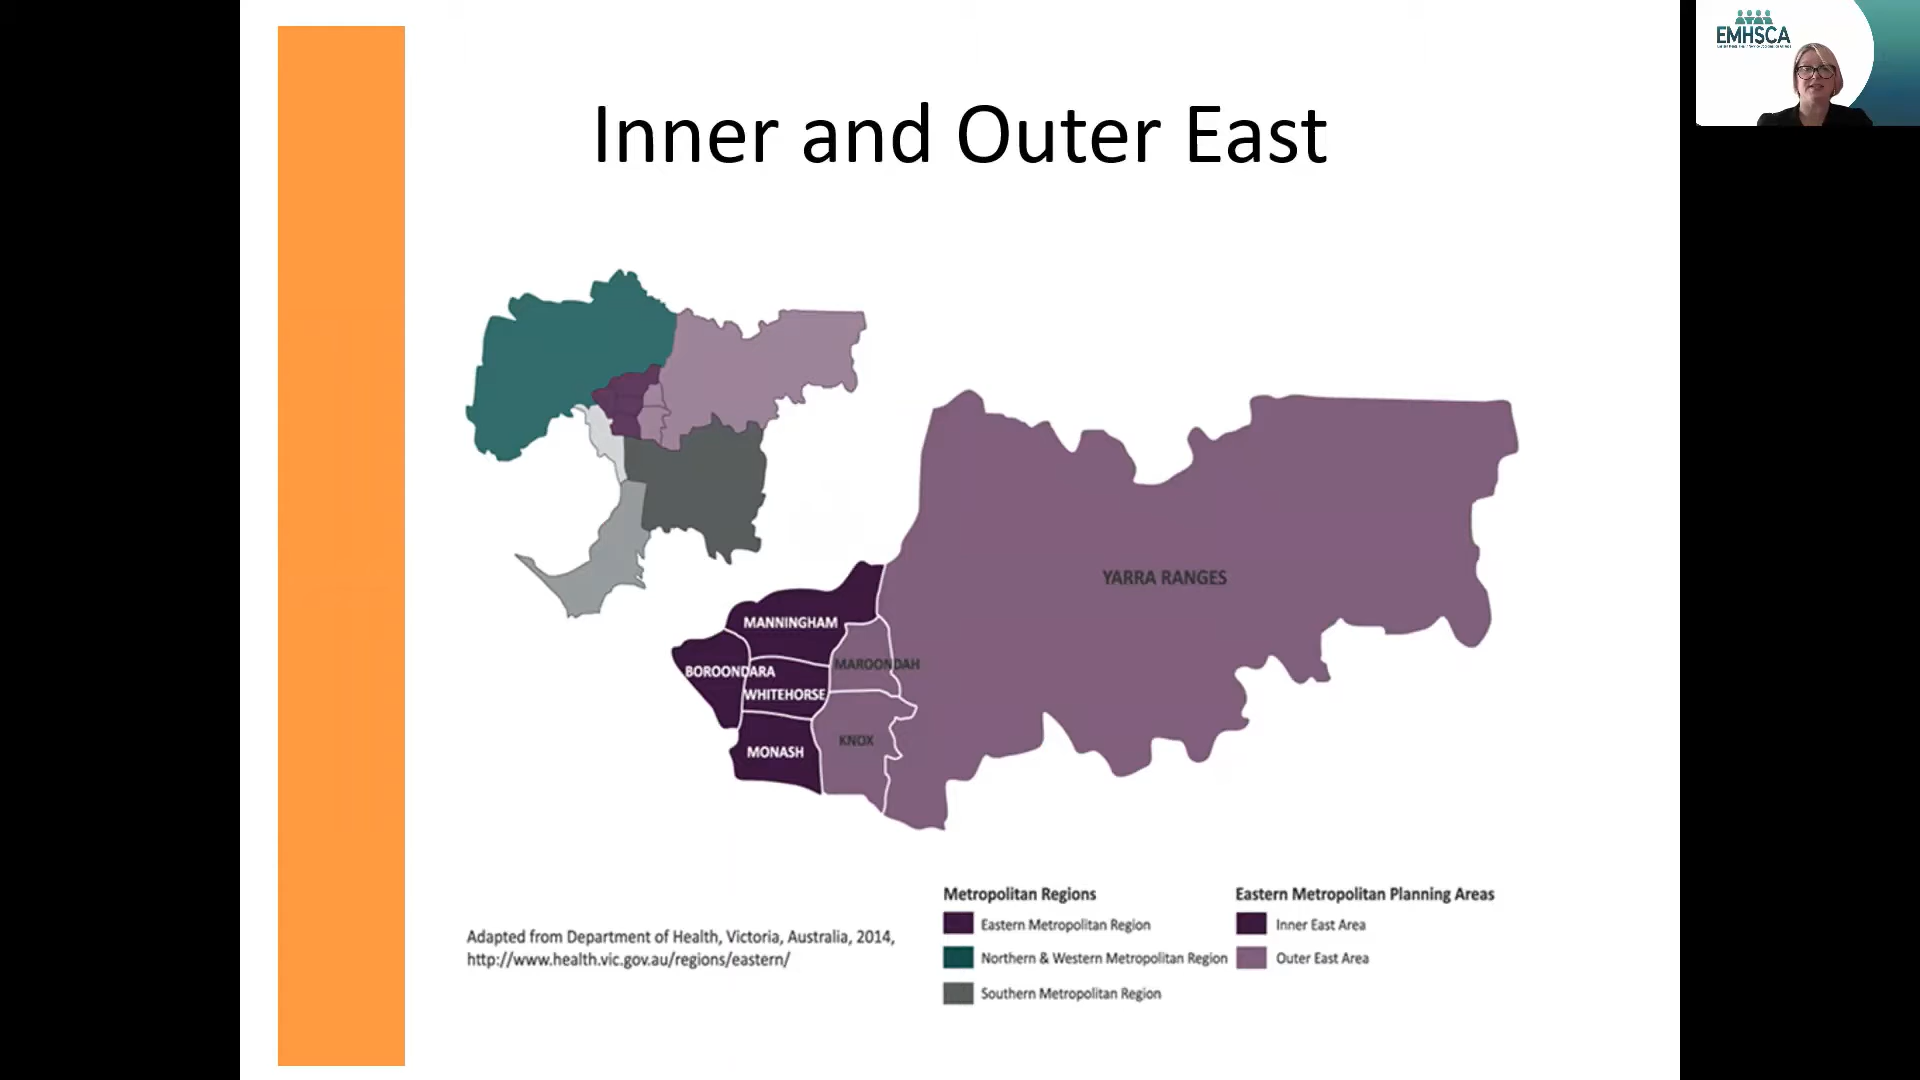 EMHSCA
Inner and Outer East
YARRA RANGES
MANNINGHAM
MAROONDAH
BOROONDARA
WHITEHORSE
KNOX
MONASH
Metropolitan Regions
Eastern Metropolitan Region
Northern & Western Metropolitan Region
Southern Metropolitan Region
Eastern Metropolitan Planning Areas
Inner East Area
Outer East Area
Adapted from Department of Health, Victoria, Australia, 2014,
http://www.health.vic.gov.au/regions/eastern/